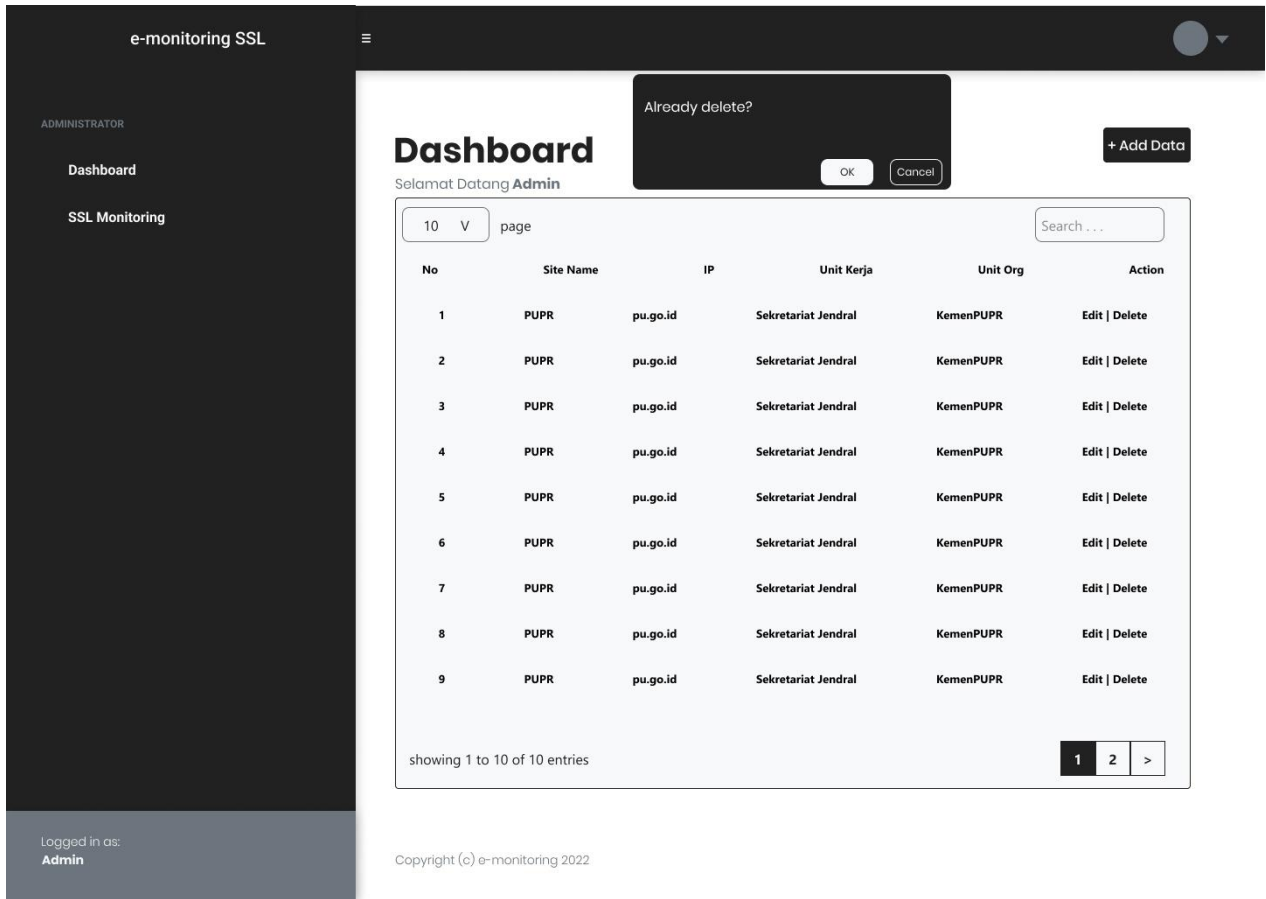 e-monitoring SSL
☰
Already delete?
OK Cancel
ADMINISTRATOR
Dashboard
SSL Monitoring
Dashboard
Selamat Datang Admin
+ Add Data
10 V page
Search . . .
No Site Name IP Unit Kerja Unit Org Action
1 PUPR pu.go.id Sekretariat Jendral KemenPUPR Edit | Delete
2 PUPR pu.go.id Sekretariat Jendral KemenPUPR Edit | Delete
3 PUPR pu.go.id Sekretariat Jendral KemenPUPR Edit | Delete
4 PUPR pu.go.id Sekretariat Jendral KemenPUPR Edit | Delete
5 PUPR pu.go.id Sekretariat Jendral KemenPUPR Edit | Delete
6 PUPR pu.go.id Sekretariat Jendral KemenPUPR Edit | Delete
7 PUPR pu.go.id Sekretariat Jendral KemenPUPR Edit | Delete
8 PUPR pu.go.id Sekretariat Jendral KemenPUPR Edit | Delete
9 PUPR pu.go.id Sekretariat Jendral KemenPUPR Edit | Delete
showing 1 to 10 of 10 entries
1 2 >
Logged in as:
Admin
Copyright (c) e-monitoring 2022